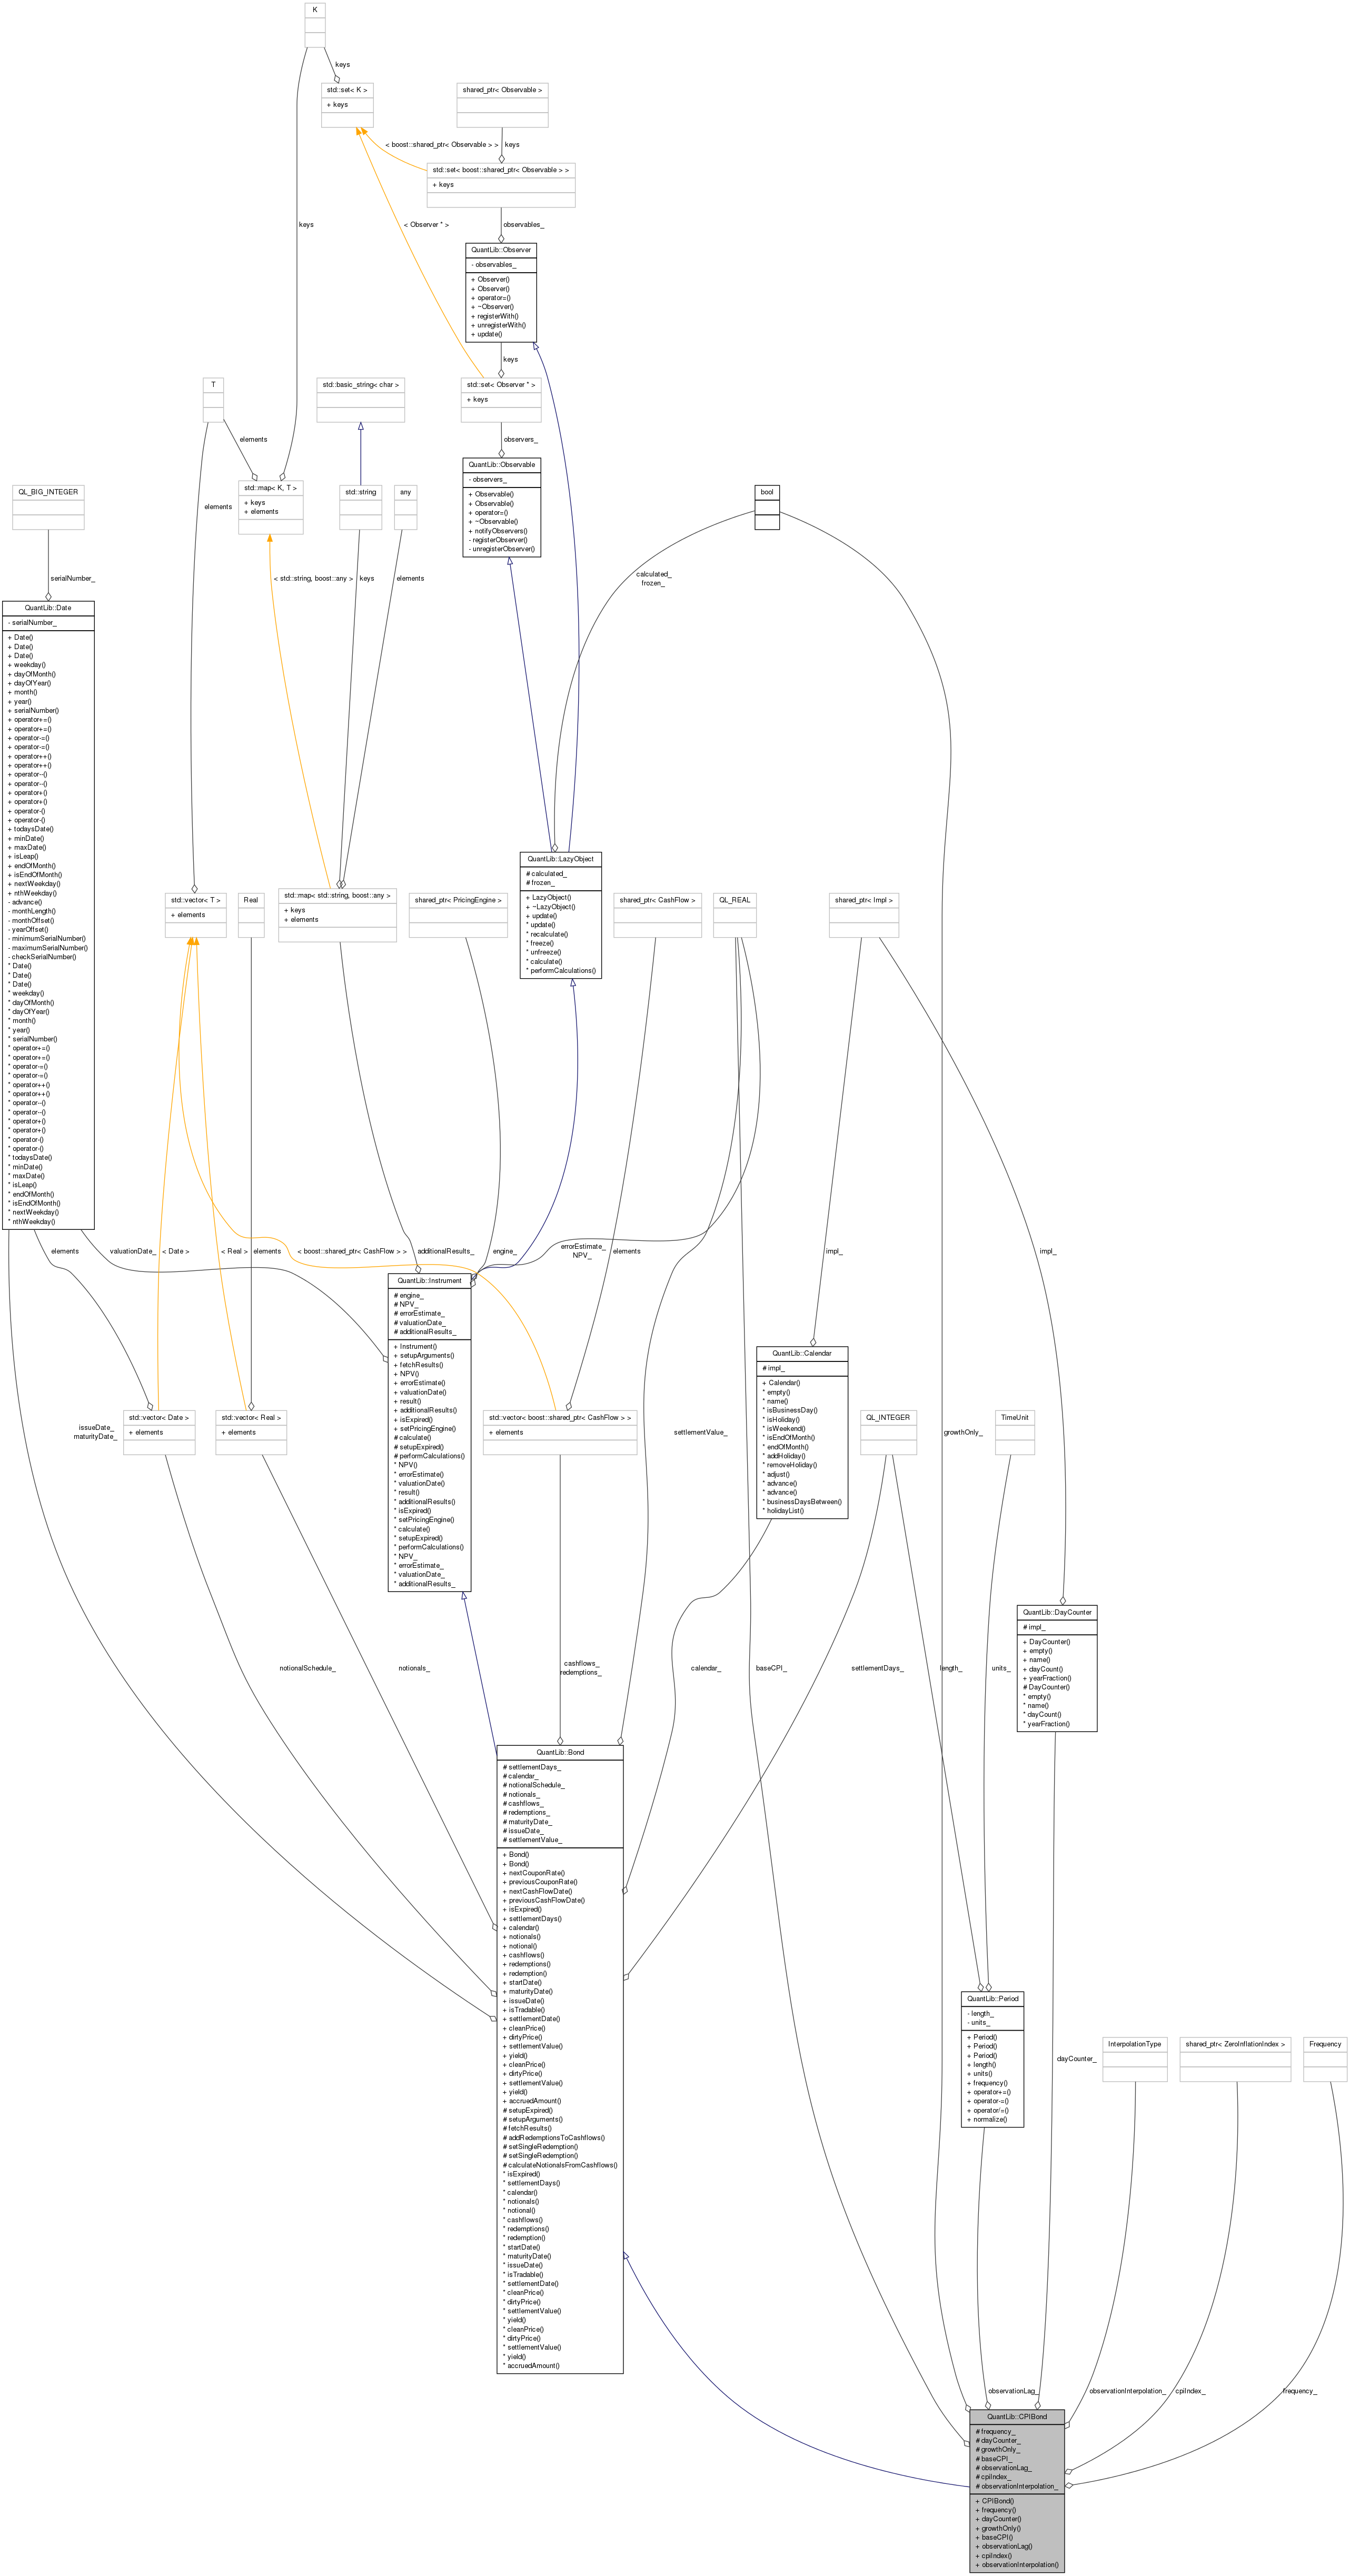 K
keys
std::set< K >
+ keys
shared_ptr< Observable >
< boost::shared_ptr< Observable > >
keys
std::set< boost::shared_ptr< Observable > >
+ keys
keys
< Observer * >
observables_
QuantLib::Observer
- observables_
+ Observer()
+ Observer()
+ operator=()
+ ~Observer()
+ registerWith()
+ unregisterWith()
+ update()
keys
T
std::basic_string< char >
std::set< Observer * >
+ keys
elements
observers_
QuantLib::Observable
- observers_
+ Observable()
+ Observable()
+ operator=()
+ ~Observable()
+ notifyObservers()
- registerObserver()
- unregisterObserver()
QL_BIG_INTEGER
elements
std::map< K, T >
+ keys
+ elements
std::string
any
bool
serialNumber_
< std::string, boost::any >
keys
elements
calculated_
frozen_
QuantLib::Date
- serialNumber_
+ Date()
+ Date()
+ Date()
+ weekday()
+ dayOfMonth()
+ dayOfYear()
+ month()
+ year()
+ serialNumber()
+ operator+=()
+ operator+=()
+ operator-=()
+ operator-=()
+ operator++()
+ operator++()
+ operator--()
+ operator--()
+ operator+()
+ operator+()
+ operator-()
+ operator-()
+ todaysDate()
+ minDate()
+ maxDate()
+ isLeap()
+ endOfMonth()
+ isEndOfMonth()
+ nextWeekday()
+ nthWeekday()
- advance()
- monthLength()
- monthOffset()
- yearOffset()
- minimumSerialNumber()
- maximumSerialNumber()
- checkSerialNumber()
* Date()
* Date()
* Date()
* weekday()
* dayOfMonth()
* dayOfYear()
* month()
* year()
* serialNumber()
* operator+=()
* operator+=()
* operator-=()
* operator-=()
* operator++()
* operator++()
* operator--()
* operator--()
* operator+()
* operator+()
* operator-()
* operator-()
* todaysDate()
* minDate()
* maxDate()
* isLeap()
* endOfMonth()
* isEndOfMonth()
* nextWeekday()
* nthWeekday()
QuantLib::LazyObject
# calculated_
# frozen_
+ LazyObject()
+ ~LazyObject()
+ update()
* update()
* recalculate()
* freeze()
* unfreeze()
* calculate()
* performCalculations()
std::vector< T >
+ elements
Real
std::map< std::string, boost::any >
+ keys
+ elements
shared_ptr< PricingEngine >
shared_ptr< CashFlow >
QL_REAL
shared_ptr< Impl >
elements
valuationDate_
< Date >
< Real >
elements
< boost::shared_ptr< CashFlow > >
additionalResults_
engine_
errorEstimate_
NPV_
elements
impl_
impl_
QuantLib::Instrument
# engine_
# NPV_
# errorEstimate_
# valuationDate_
# additionalResults_
+ Instrument()
+ setupArguments()
+ fetchResults()
+ NPV()
+ errorEstimate()
+ valuationDate()
+ result()
+ additionalResults()
+ isExpired()
+ setPricingEngine()
# calculate()
# setupExpired()
# performCalculations()
* NPV()
* errorEstimate()
* valuationDate()
* result()
* additionalResults()
* isExpired()
* setPricingEngine()
* calculate()
* setupExpired()
* performCalculations()
* NPV_
* errorEstimate_
* valuationDate_
* additionalResults_
QuantLib::Calendar
# impl_
+ Calendar()
* empty()
* name()
* isBusinessDay()
* isHoliday()
* isWeekend()
* isEndOfMonth()
* endOfMonth()
* addHoliday()
* removeHoliday()
* adjust()
* advance()
* advance()
* businessDaysBetween()
* holidayList()
issueDate_
maturityDate_
std::vector< Date >
+ elements
std::vector< Real >
+ elements
std::vector< boost::shared_ptr< CashFlow > >
+ elements
settlementValue_
QL_INTEGER
growthOnly_
TimeUnit
QuantLib::DayCounter
# impl_
+ DayCounter()
+ empty()
+ name()
+ dayCount()
+ yearFraction()
# DayCounter()
* empty()
* name()
* dayCount()
* yearFraction()
notionalSchedule_
notionals_
cashflows_
redemptions_
calendar_
baseCPI_
settlementDays_
length_
units_
QuantLib::Bond
# settlementDays_
# calendar_
# notionalSchedule_
# notionals_
# cashflows_
# redemptions_
# maturityDate_
# issueDate_
# settlementValue_
+ Bond()
+ Bond()
+ nextCouponRate()
+ previousCouponRate()
+ nextCashFlowDate()
+ previousCashFlowDate()
+ isExpired()
+ settlementDays()
+ calendar()
+ notionals()
+ notional()
+ cashflows()
+ redemptions()
+ redemption()
+ startDate()
+ maturityDate()
+ issueDate()
+ isTradable()
+ settlementDate()
+ cleanPrice()
+ dirtyPrice()
+ settlementValue()
+ yield()
+ cleanPrice()
+ dirtyPrice()
+ settlementValue()
+ yield()
+ accruedAmount()
# setupExpired()
# setupArguments()
# fetchResults()
# addRedemptionsToCashflows()
# setSingleRedemption()
# setSingleRedemption()
# calculateNotionalsFromCashflows()
* isExpired()
* settlementDays()
* calendar()
* notionals()
* notional()
* cashflows()
* redemptions()
* redemption()
* startDate()
* maturityDate()
* issueDate()
* isTradable()
* settlementDate()
* cleanPrice()
* dirtyPrice()
* settlementValue()
* yield()
* cleanPrice()
* dirtyPrice()
* settlementValue()
* yield()
* accruedAmount()
QuantLib::Period
- length_
- units_
+ Period()
+ Period()
+ Period()
+ length()
+ units()
+ frequency()
+ operator+=()
+ operator-=()
+ operator/=()
+ normalize()
dayCounter_
InterpolationType
shared_ptr< ZeroInflationIndex >
Frequency
observationLag_
observationInterpolation_
cpiIndex_
frequency_
QuantLib::CPIBond
# frequency_
# dayCounter_
# growthOnly_
# baseCPI_
# observationLag_
# cpiIndex_
# observationInterpolation_
+ CPIBond()
+ frequency()
+ dayCounter()
+ growthOnly()
+ baseCPI()
+ observationLag()
+ cpiIndex()
+ observationInterpolation()